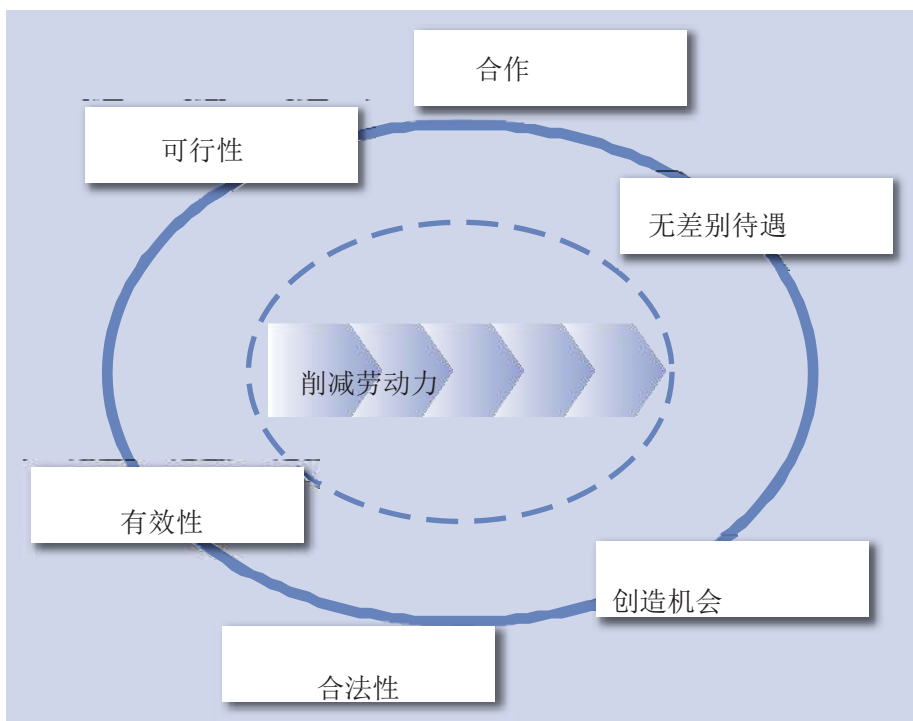 合作
可行性
无差别待遇
削减劳动力
有效性
创造机会
合法性